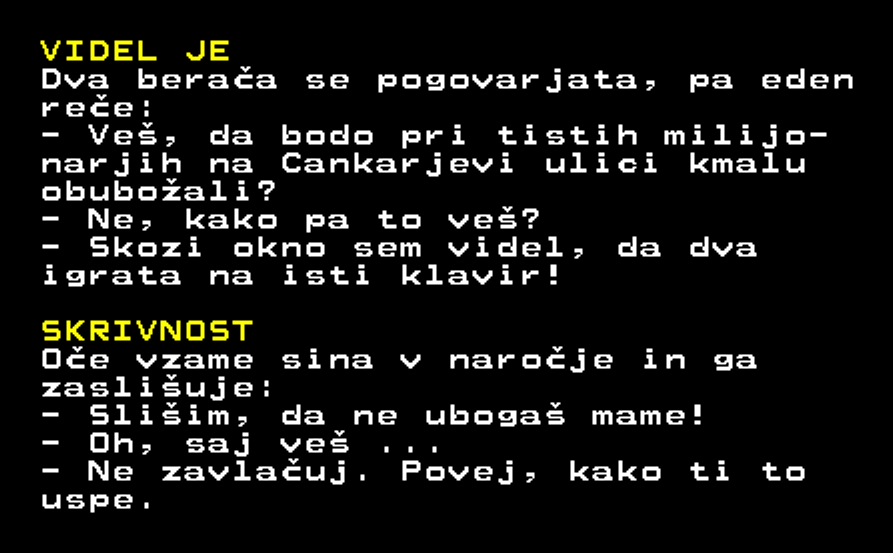 VIDEL JE
Dva berača se pogovarjata, pa eden
reče:
- Veš, da bodo pri tistih milijo-
narjih na Cankarjevi ulici kmalu
obubožali?
- Ne, kako pa to veš?
- Skozi okno sem videl, da dva
igrata na isti klavir!

SKRIVNOST
Oče vzame sina v naročje in ga
zaslišuje:
- Slišim, da ne ubogaš mame!
- Oh, saj veš ...
- Ne zavlačuj. Povej, kako ti to
uspe.